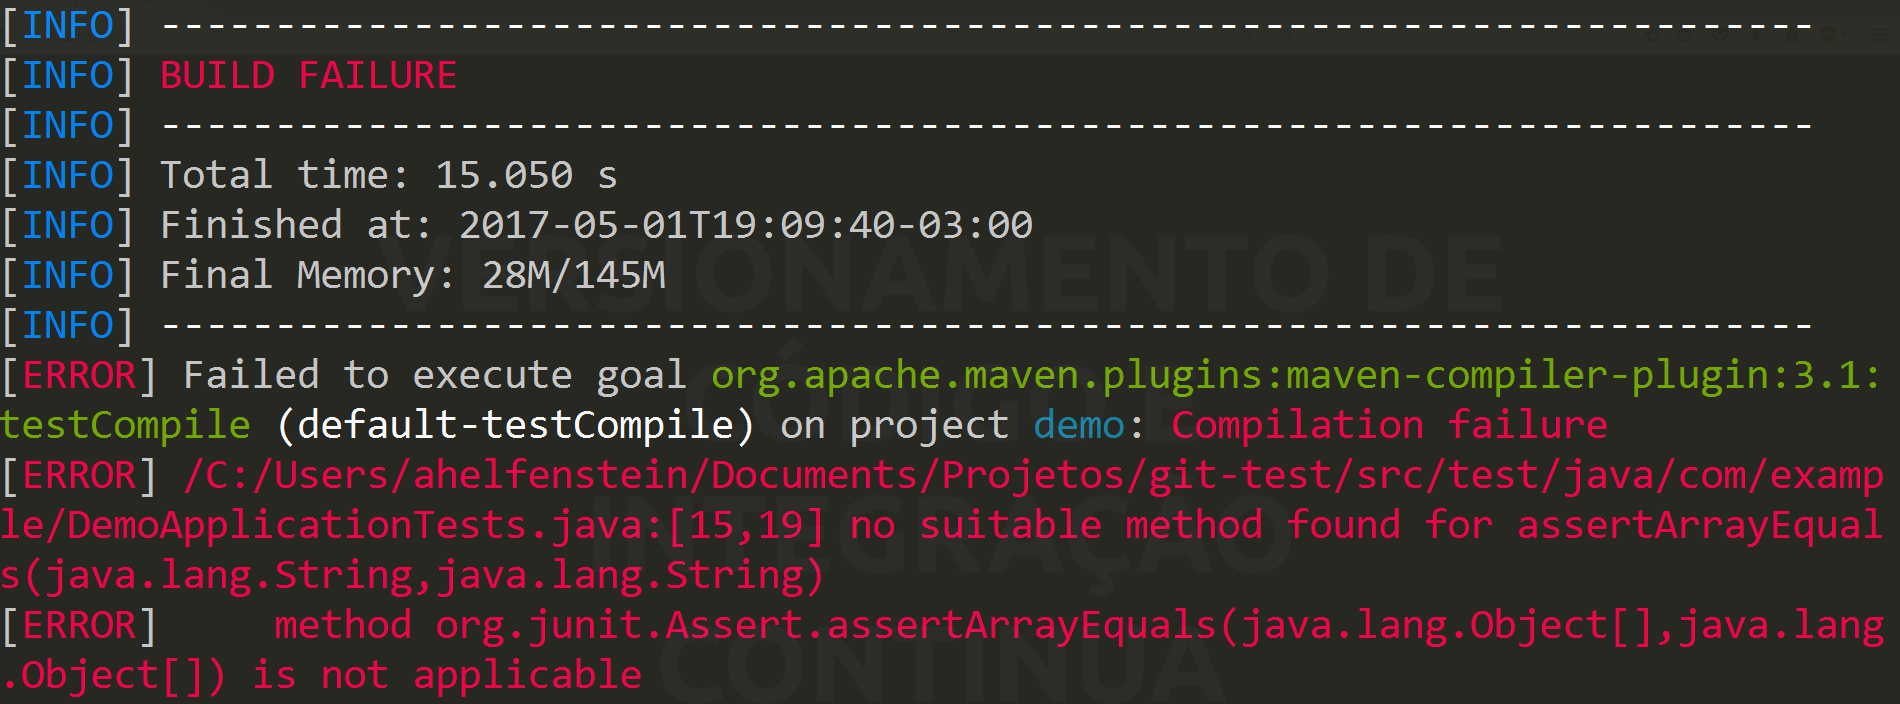 [INFO] ------------------------------------------------------------------------
[INFO] BUILD FAILURE
[INFO] ------------------------------------------------------------------------
[INFO] Total time: 15.050 s
[INFO] Finished at: 2017-05-01T19:09:40-03:00
[INFO] Final Memory: 28M/145M
[INFO] ------------------------------------------------------------------------
[ERROR] Failed to execute goal org.apache.maven.plugins:maven-compiler-plugin:3.1:
testCompile (default-testCompile) on project demo: Compilation failure
[ERROR] /C:/Users/ahelfenstein/Documents/Projetos/git-test/src/test/java/com/examp
le/DemoApplicationTests.java:[15,19] no suitable method found for assertArrayEqual
s(java.lang.String,java.lang.String)
[ERROR]     method org.junit.Assert.assertArrayEquals(java.lang.Object[],java.lang
.Object[]) is not applicable
VERSIONAMENTO DE
CÓDIGO E
INTEGRAÇÃO
CONTÍNUA